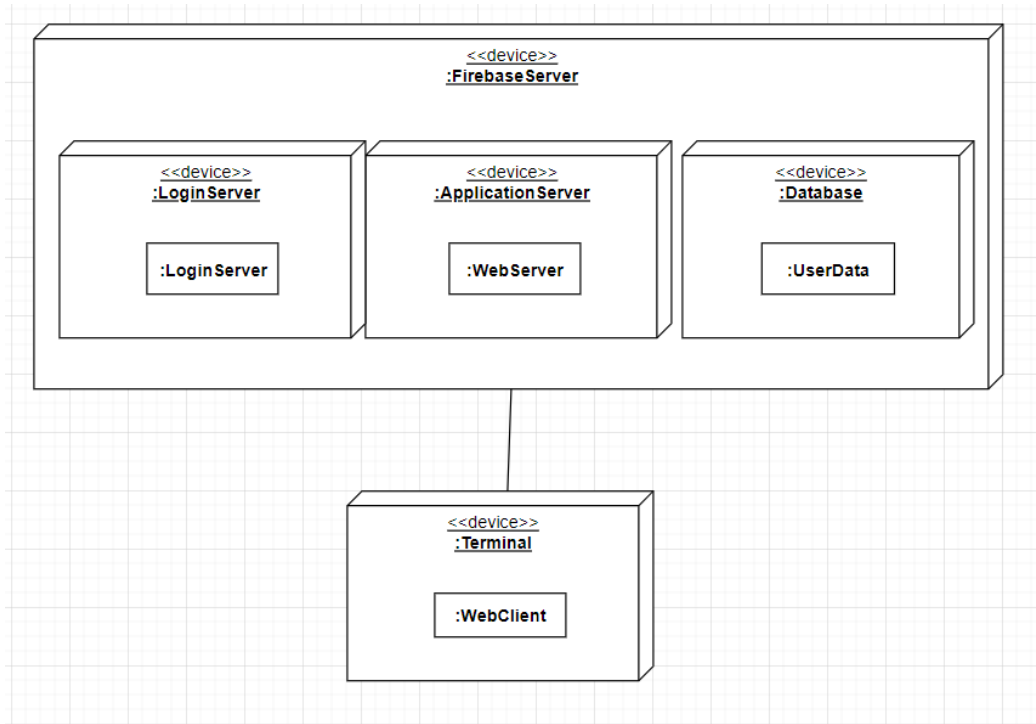 <<device>>
:FirebaseServer
<<device>>
:LoginServer
:LoginServer
<<device>>
:ApplicationServer
:WebServer
<<device>>
:Database
:UserData
<<device>>
:Terminal
:WebClient